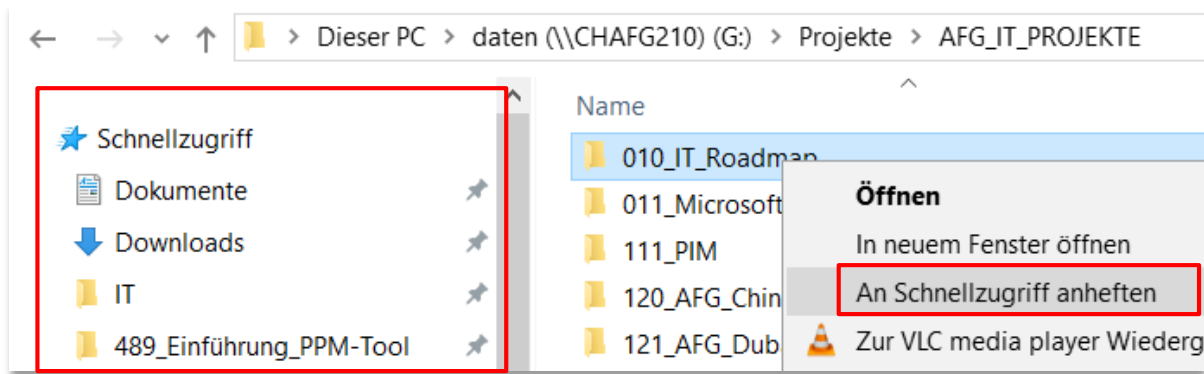 Dieser PC > daten (\\CHAFG210) (G:) > Projekte > AFG_IT_PROJEKTE
Schnellzugriff
Dokumente
Downloads
IT
489_Einführung_PPM-Tool
Name
010_IT_Roadmap
011_Microsoft
111_PIM
120_AFG_Chin
121_AFG_Dub
Öffnen
In neuem Fenster öffnen
An Schnellzugriff anheften
Zur VLC media player Wiederg